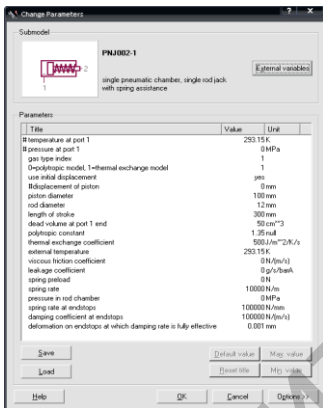 Change Parameters
Submodel
PNJ002-1
2
External variables
single pneumatic chamber, single rod jack
with spring assistance
1
Parameters
Title Value Unit
# temperature at port 1 293.15 K
# pressure at port 1 0 MPa
gas type index 1
0=polytropic model, 1=thermal exchange model 1
use initial displacement yes
#displacement of piston 0 mm
piston diameter 100 mm
rod diameter 12 mm
length of stroke 300 mm
dead volume at port 1 end 50 cm**3
polytropic constant 1.35 null
thermal exchange coefficient 500 J/m**2/K/s
external temperature 293.15 K
viscous friction coefficient 0 N/(m/s)
leakage coefficient 0 g/s/barA
spring preload 0 N
spring rate 10000 N/m
pressure in rod chamber 0 MPa
spring rate at endstops 100000 N/mm
damping coefficient at endstops 100000 N/(m/s)
deformation on endstops at which damping rate is fully effective 0.001 mm
Save Default value Max. value
Load Reset title Min. value
Help OK Cancel Options >>